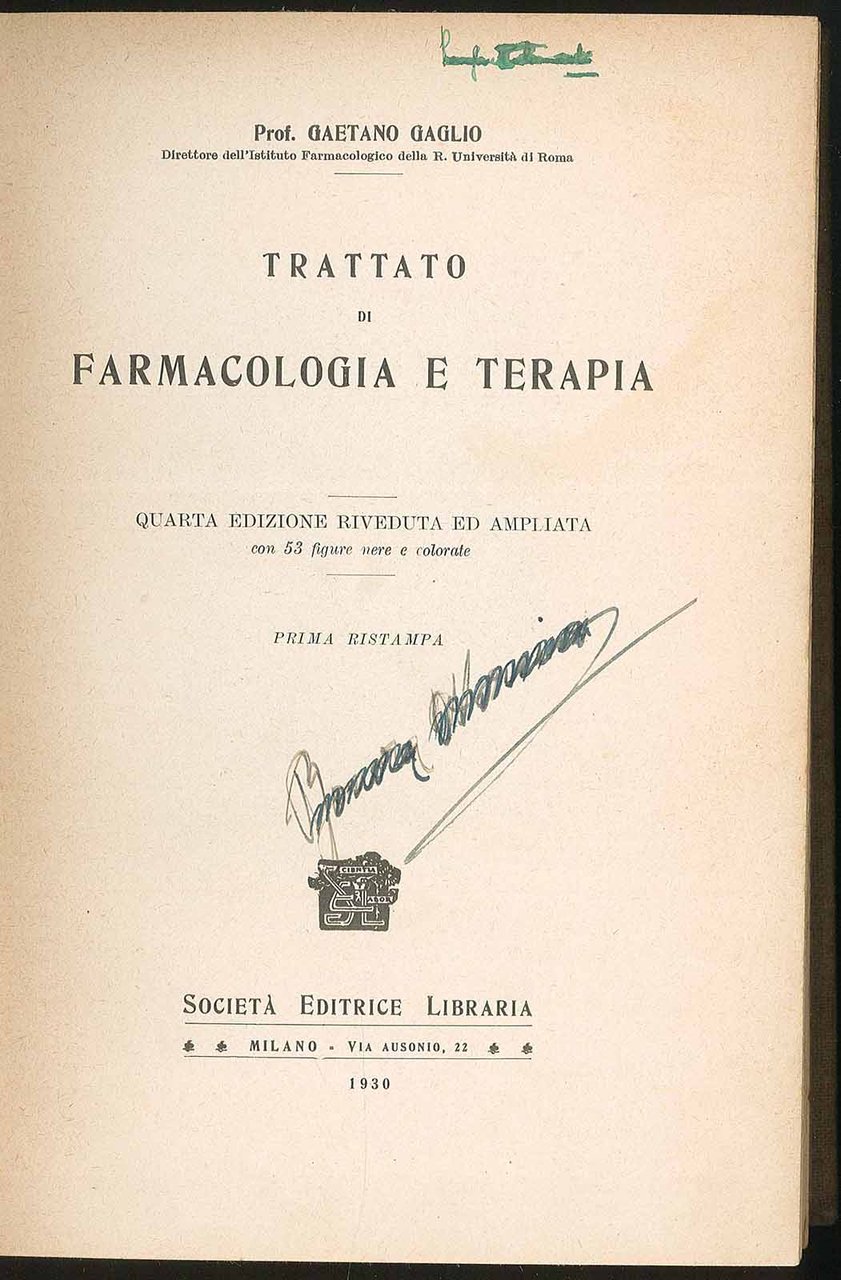 Prof. GAETANO GAGLIO
Direttore dell'Istituto Farmacologico della R. Università di Roma
TRATTATO
DI
FARMACOLOGIA E TERAPIA
QUARTA EDIZIONE RIVEDUTA ED AMPLIATA
con 53 figure nere e colorate
PRIMA RISTAMPA
SOCIETÀ EDITRICE LIBRARIA
MILANO - VIA AUSONIO, 22
1930